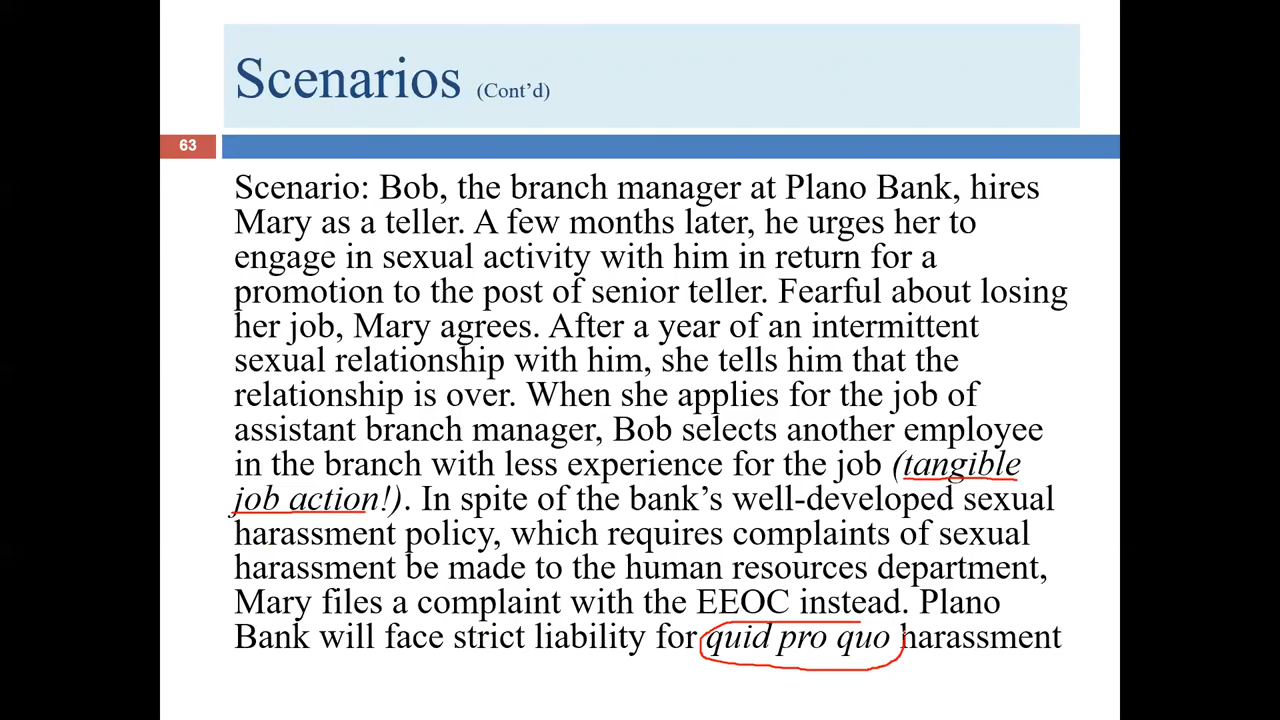 Scenarios (Cont’d)
63
Scenario: Bob, the branch manager at Plano Bank, hires
Mary as a teller. A few months later, he urges her to
engage in sexual activity with him in return for a
promotion to the post of senior teller. Fearful about losing
her job, Mary agrees. After a year of an intermittent
sexual relationship with him, she tells him that the
relationship is over. When she applies for the job of
assistant branch manager, Bob selects another employee
in the branch with less experience for the job (tangible
job action!). In spite of the bank’s well-developed sexual
harassment policy, which requires complaints of sexual
harassment be made to the human resources department,
Mary files a complaint with the EEOC instead. Plano
Bank will face strict liability for quid pro quo harassment